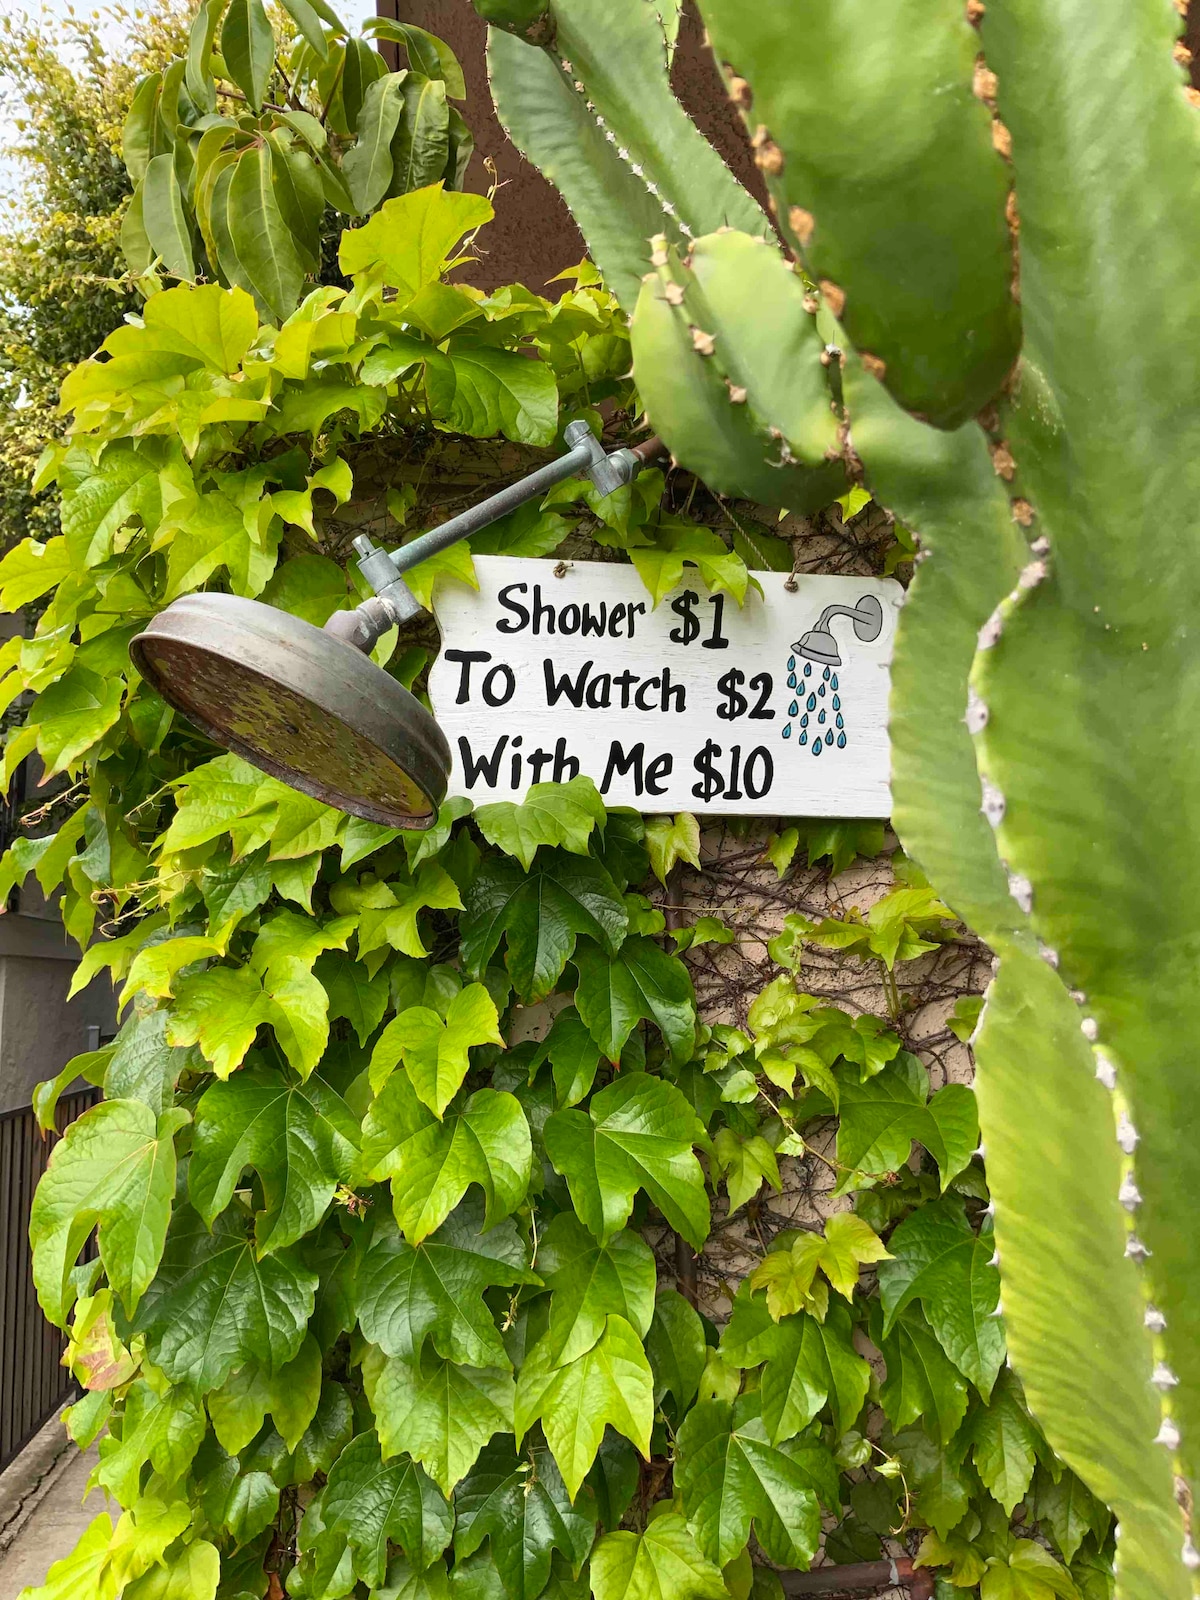 Shower $1
To Watch $2
With Me $10